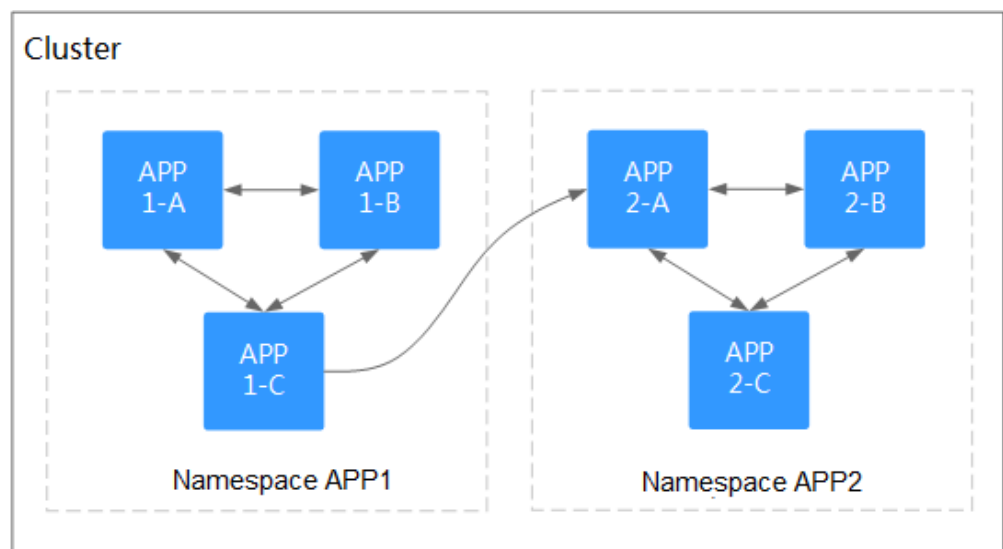 Cluster
APP
1-A
APP
1-B
APP
1-C
Namespace APP1
APP
2-A
APP
2-B
APP
2-C
Namespace APP2